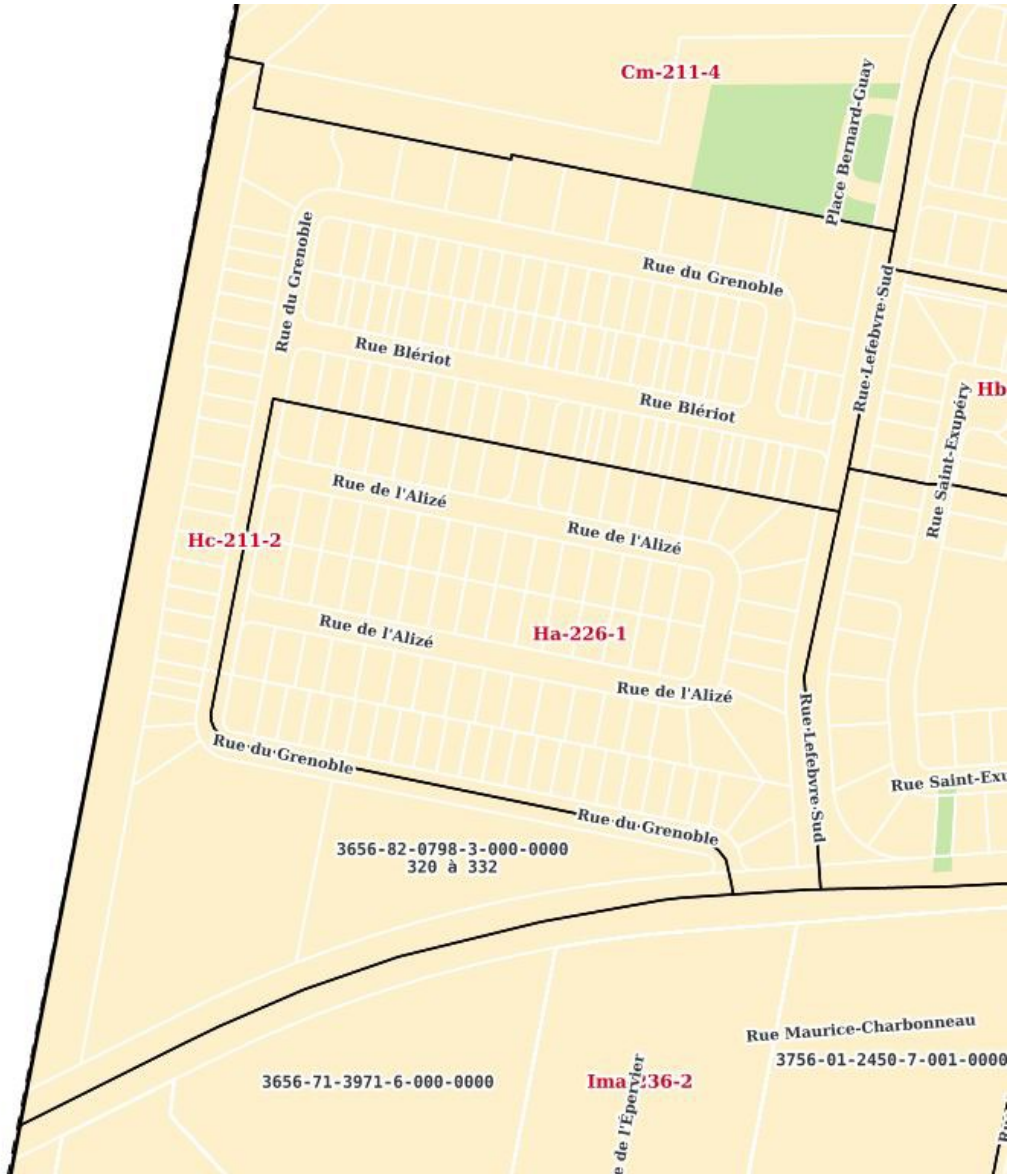 Cm-211-4
Place Bernard-Guay
Rue du Grenoble
Rue du Grenoble
Rue Lefebvre Sud
Rue Blériot
Rue Blériot
Hb
Rue Saint-Exupéry
Rue de l'Alizé
Rue de l'Alizé
Hc-211-2
Ha-226-1
Rue de l'Alizé
Rue de l'Alizé
Rue Lefebvre Sud
Rue du Grenoble
Rue Saint-Exu
Rue du Grenoble
3656-82-0798-3-000-0000
320 à 332
Rue Maurice-Charbonneau
3756-01-2450-7-001-0000
3656-71-3971-6-000-0000
Ima-236-2
e de l'Épervier